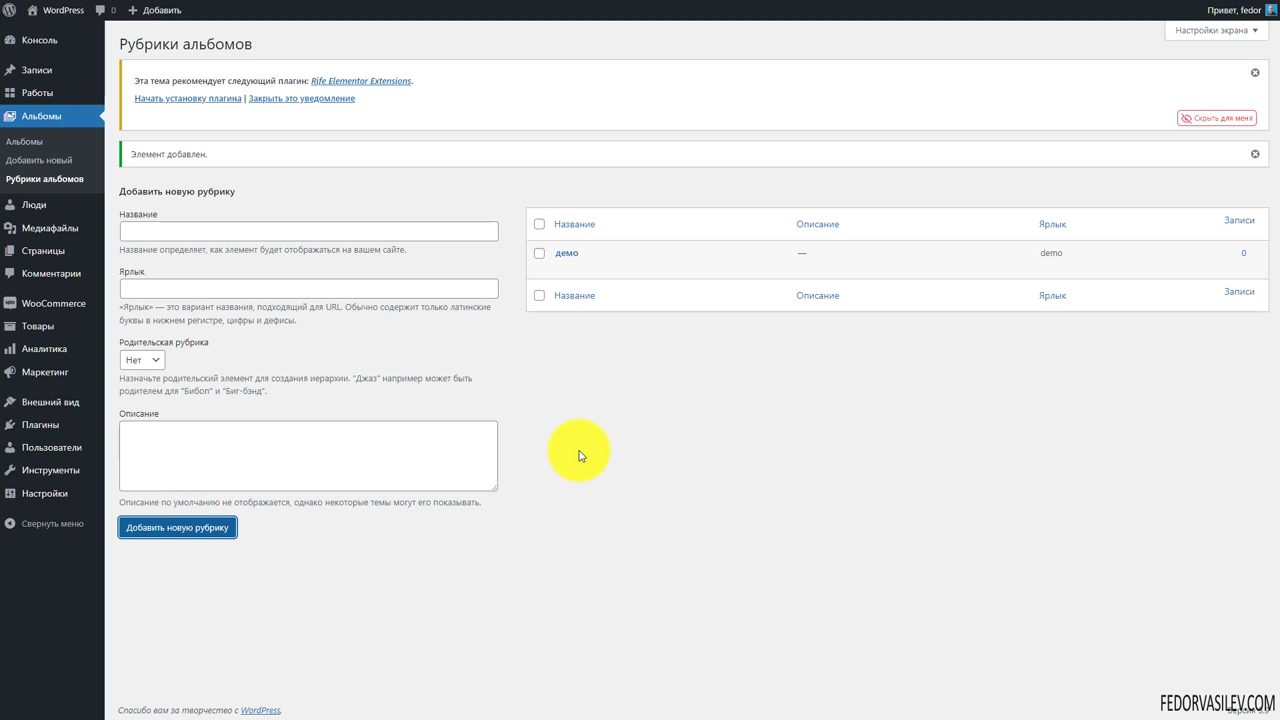 WordPress
0
Добавить
Привет, fedor
Консоль
Записи
Работы
Альбомы
Альбомы
Добавить новый
Рубрики альбомов
Люди
Медиафайлы
Страницы
Комментарии
WooCommerce
Товары
Аналитика
Маркетинг
Внешний вид
Плагины
Пользователи
Инструменты
Настройки
Свернуть меню
Настройки экрана
Рубрики альбомов
Эта тема рекомендует следующий плагин: Rife Elementor Extensions.
Начать установку плагина | Закрыть это уведомление
Скрыть для меня
Элемент добавлен.
Добавить новую рубрику
Название
Название определяет, как элемент будет отображаться на вашем сайте.
Ярлык
«Ярлык» — это вариант названия, подходящий для URL. Обычно содержит только латинские
буквы в нижнем регистре, цифры и дефисы.
Родительская рубрика
Нет
Назначьте родительский элемент для создания иерархии. "Джаз" например может быть
родителем для "Бибоп" и "Биг-бэнд".
Описание
Описание по умолчанию не отображается, однако некоторые темы могут его показывать.
Добавить новую рубрику
Название Описание Ярлык Записи
демо — demo 0
Название Описание Ярлык Записи
Спасибо вам за творчество с WordPress.
FEDORVASILEV.COM